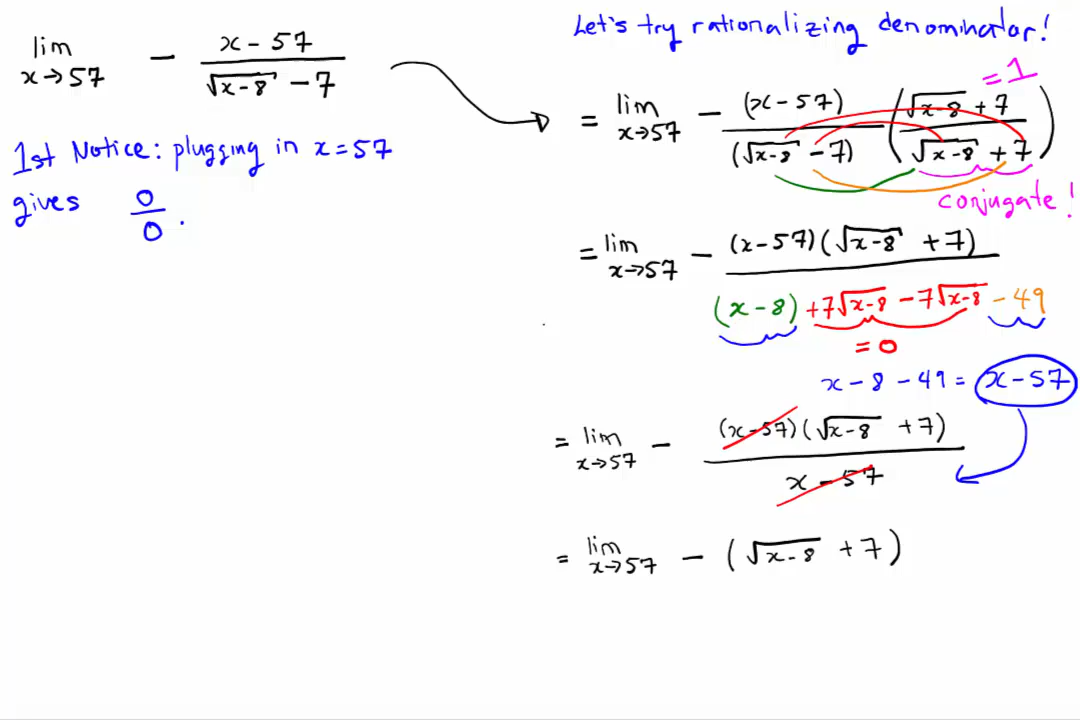 lim x→57 − (x − 57)/(√(x−8) − 7)
1st Notice: plugging in x = 57
gives 0/0 .
Let's try rationalizing denominator!
= 1
= lim x→57 − (x − 57)/(√(x−8) − 7) ( (√(x−8) + 7)/(√(x−8) + 7) )
conjugate!
= lim x→57 − (x − 57)(√(x−8) + 7)/((x − 8) + 7√(x−8) − 7√(x−8) − 49)
= 0
x − 8 − 49 = x − 57
= lim x→57 − (x − 57)(√(x−8) + 7)/(x − 57)
= lim x→57 − (√(x−8) + 7)